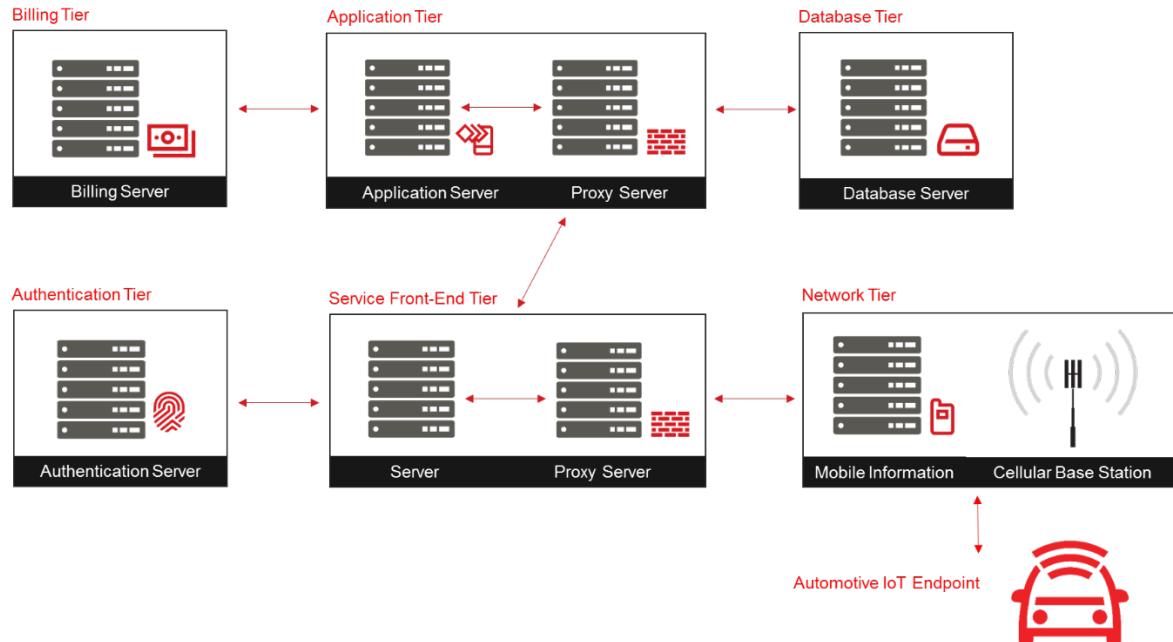 Billing Tier
Application Tier
Database Tier
Billing Server
Application Server
Proxy Server
Database Server
Authentication Tier
Service Front-End Tier
Network Tier
Authentication Server
Server
Proxy Server
Mobile Information
Cellular Base Station
Automotive IoT Endpoint